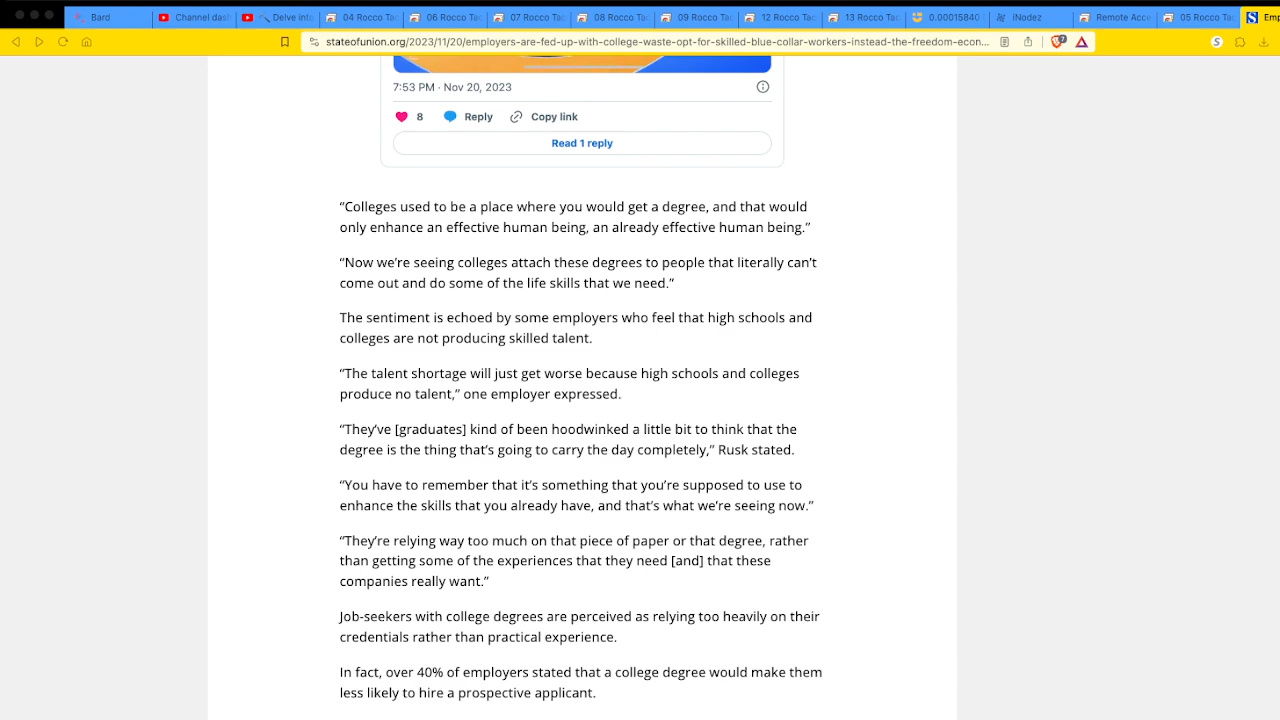 Bard
Channel dash
Delve into
04 Rocco Tac
06 Rocco Tac
07 Rocco Tac
08 Rocco Tac
09 Rocco Tac
12 Rocco Tac
13 Rocco Tac
0.00015840
iNodez
Remote Acce
05 Rocco Tac
Emp
stateofunion.org/2023/11/20/employers-are-fed-up-with-college-waste-opt-for-skilled-blue-collar-workers-instead-the-freedom-econ...
7:53 PM · Nov 20, 2023
8 Reply Copy link
Read 1 reply
“Colleges used to be a place where you would get a degree, and that would
only enhance an effective human being, an already effective human being.”
“Now we’re seeing colleges attach these degrees to people that literally can’t
come out and do some of the life skills that we need.”
The sentiment is echoed by some employers who feel that high schools and
colleges are not producing skilled talent.
“The talent shortage will just get worse because high schools and colleges
produce no talent,” one employer expressed.
“They’ve [graduates] kind of been hoodwinked a little bit to think that the
degree is the thing that’s going to carry the day completely,” Rusk stated.
“You have to remember that it’s something that you’re supposed to use to
enhance the skills that you already have, and that’s what we’re seeing now.”
“They’re relying way too much on that piece of paper or that degree, rather
than getting some of the experiences that they need [and] that these
companies really want.”
Job-seekers with college degrees are perceived as relying too heavily on their
credentials rather than practical experience.
In fact, over 40% of employers stated that a college degree would make them
less likely to hire a prospective applicant.